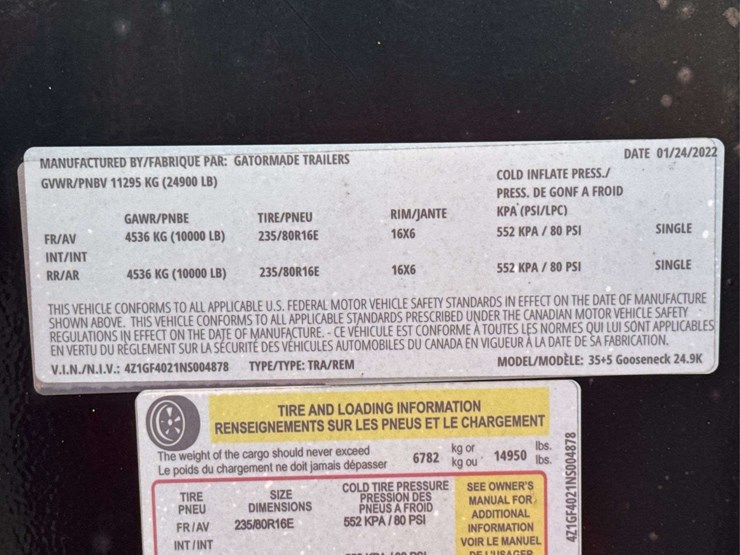 MANUFACTURED BY/FABRIQUE PAR: GATORMADE TRAILERS DATE 01/24/2022
GVWR/PNBV 11295 KG (24900 LB) COLD INFLATE PRESS./
PRESS. DE GONF A FROID
GAWR/PNBE TIRE/PNEU RIM/JANTE KPA (PSI/LPC)
FR/AV 4536 KG (10000 LB) 235/80R16E 16X6 552 KPA / 80 PSI SINGLE
INT/INT
RR/AR 4536 KG (10000 LB) 235/80R16E 16X6 552 KPA / 80 PSI SINGLE
THIS VEHICLE CONFORMS TO ALL APPLICABLE U.S. FEDERAL MOTOR VEHICLE SAFETY STANDARDS IN EFFECT ON THE DATE OF MANUFACTURE
SHOWN ABOVE. THIS VEHICLE CONFORMS TO ALL APPLICABLE STANDARDS PRESCRIBED UNDER THE CANADIAN MOTOR VEHICLE SAFETY
REGULATIONS IN EFFECT ON THE DATE OF MANUFACTURE. - CE VÉHICULE EST CONFORME À TOUTES LES NORMES QUI LUI SONT APPLICABLES
EN VERTU DU RÈGLEMENT SUR LA SÉCURITÉ DES VÉHICULES AUTOMOBILES DU CANADA EN VIGUEUR À LA DATE DE SA FABRICATION.
V.I.N./N.I.V.: 4Z1GF4021NS004878 TYPE/TYPE: TRA/REM MODEL/MODÈLE: 35+5 Gooseneck 24.9K
TIRE AND LOADING INFORMATION
RENSEIGNEMENTS SUR LES PNEUS ET LE CHARGEMENT
The weight of the cargo should never exceed 6782 kg or 14950 lbs.
Le poids du chargement ne doit jamais dépasser kg ou lbs.
TIRE SIZE COLD TIRE PRESSURE SEE OWNER'S
PNEU DIMENSIONS PRESSION DES MANUAL FOR
PNEUS A FROID ADDITIONAL
FR/AV 235/80R16E 552 KPA / 80 PSI INFORMATION
INT/INT VOIR LE MANUEL
DE L'USAGER
4Z1GF4021NS004878